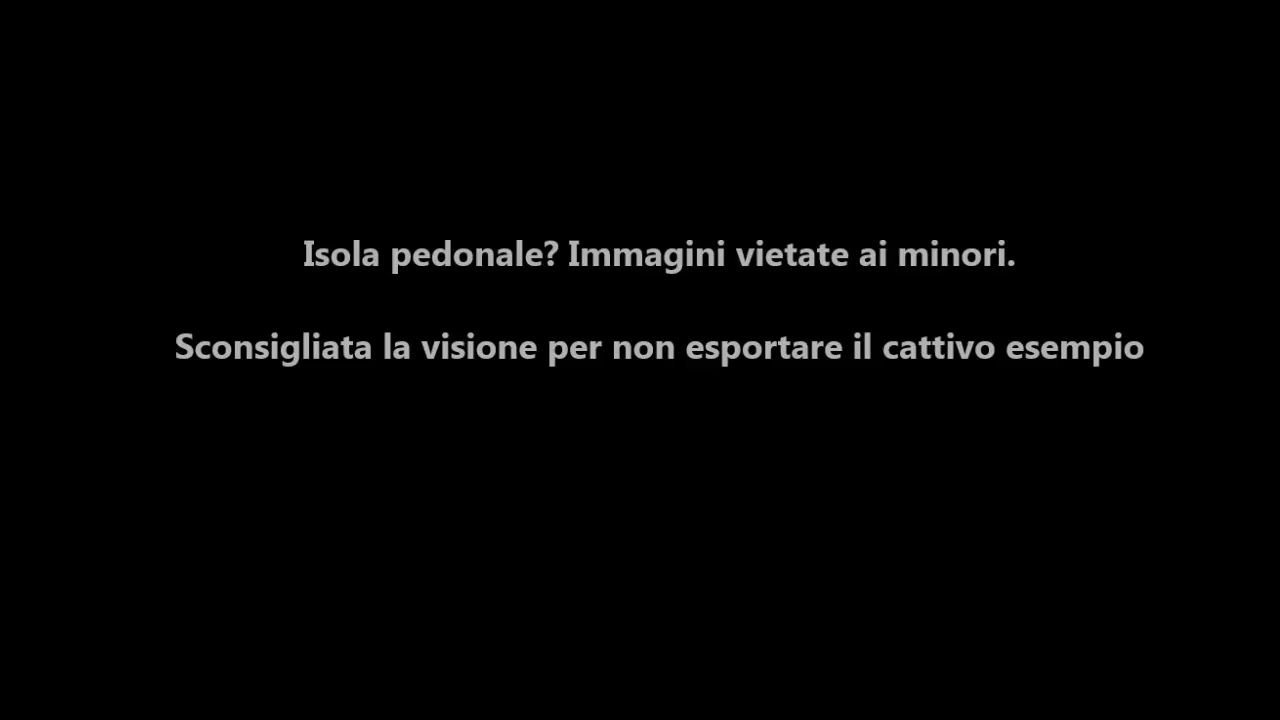 Isola pedonale? Immagini vietate ai minori.
Sconsigliata la visione per non esportare il cattivo esempio